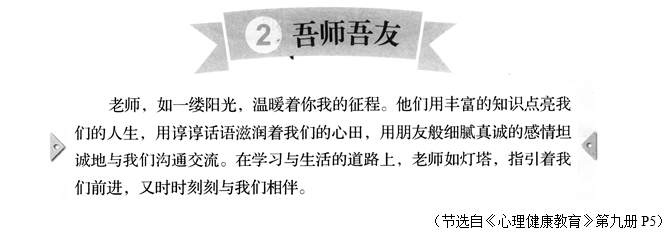 2 吾师吾友
老师，如一缕阳光，温暖着你我的征程。他们用丰富的知识点亮我
们的人生，用谆谆话语滋润着我们的心田，用朋友般细腻真诚的感情坦
诚地与我们沟通交流。在学习与生活的道路上，老师如灯塔，指引着我
们前进，又时时刻刻与我们相伴。
（节选自《心理健康教育》第九册 P5）